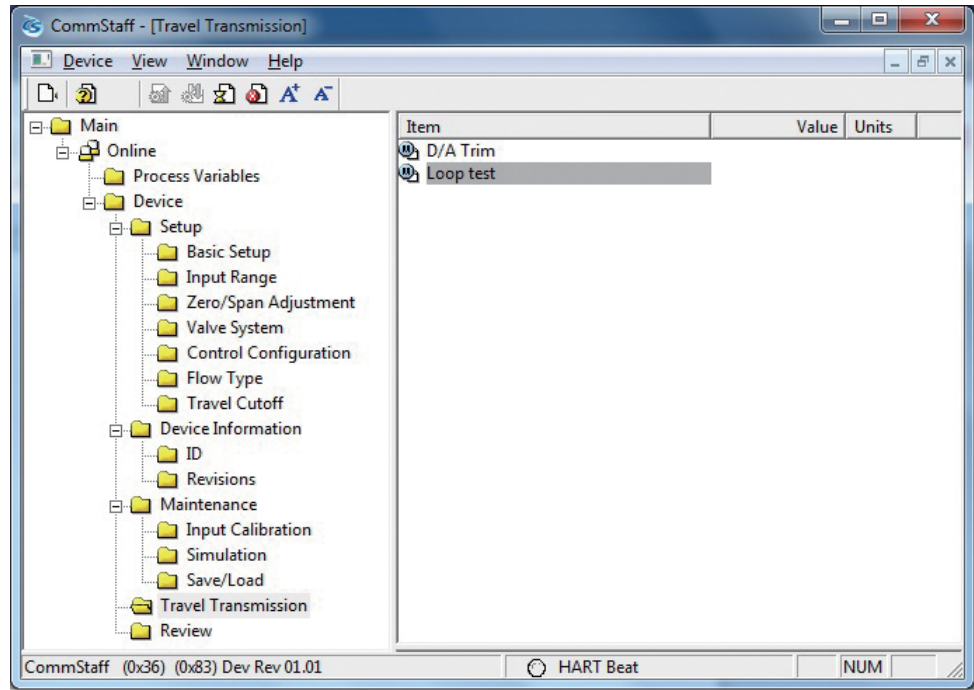 CommStaff - [Travel Transmission]
Device View Window Help
Main
Online
Process Variables
Device
Setup
Basic Setup
Input Range
Zero/Span Adjustment
Valve System
Control Configuration
Flow Type
Travel Cutoff
Device Information
ID
Revisions
Maintenance
Input Calibration
Simulation
Save/Load
Travel Transmission
Review
Item Value Units
D/A Trim
Loop test
CommStaff (0x36) (0x83) Dev Rev 01.01 HART Beat NUM